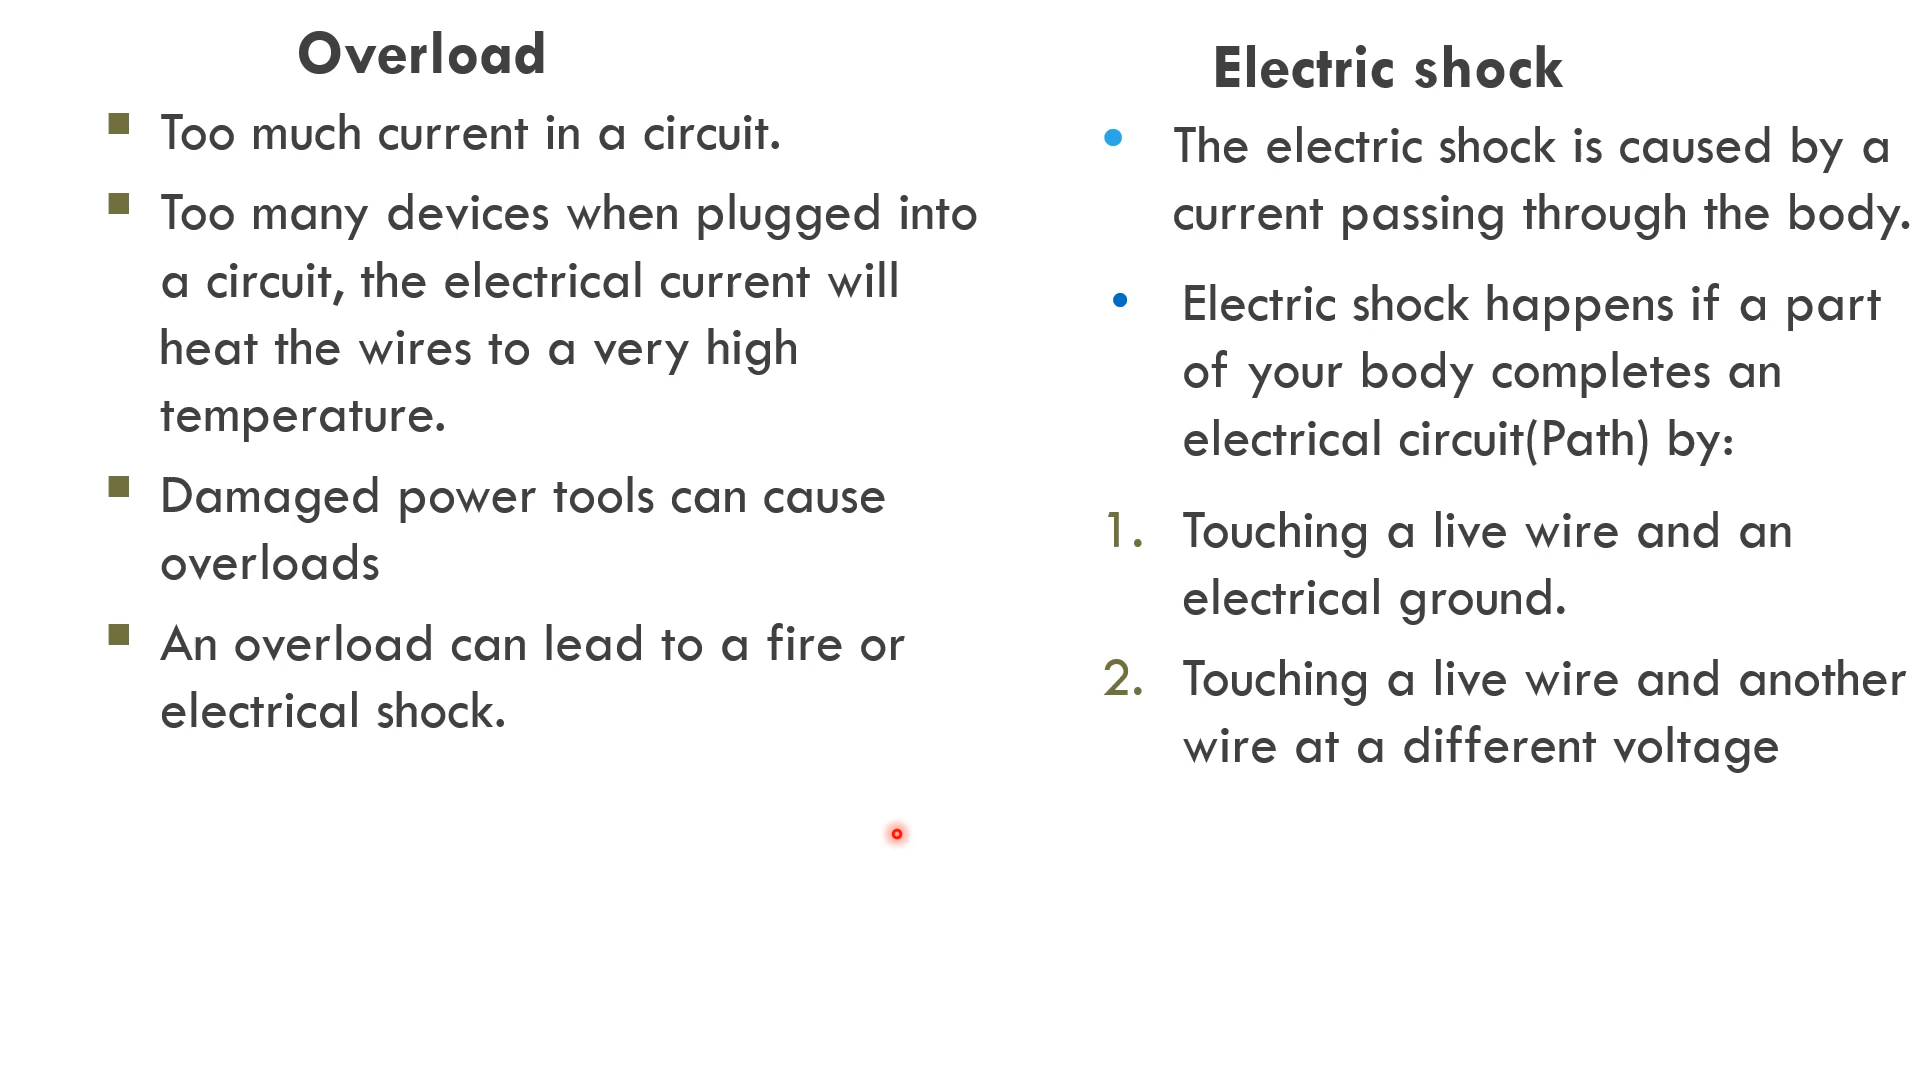 Overload
■ Too much current in a circuit.
■ Too many devices when plugged into
a circuit, the electrical current will
heat the wires to a very high
temperature.
■ Damaged power tools can cause
overloads
■ An overload can lead to a fire or
electrical shock.
Electric shock
• The electric shock is caused by a
current passing through the body.
• Electric shock happens if a part
of your body completes an
electrical circuit(Path) by:
1. Touching a live wire and an
electrical ground.
2. Touching a live wire and another
wire at a different voltage